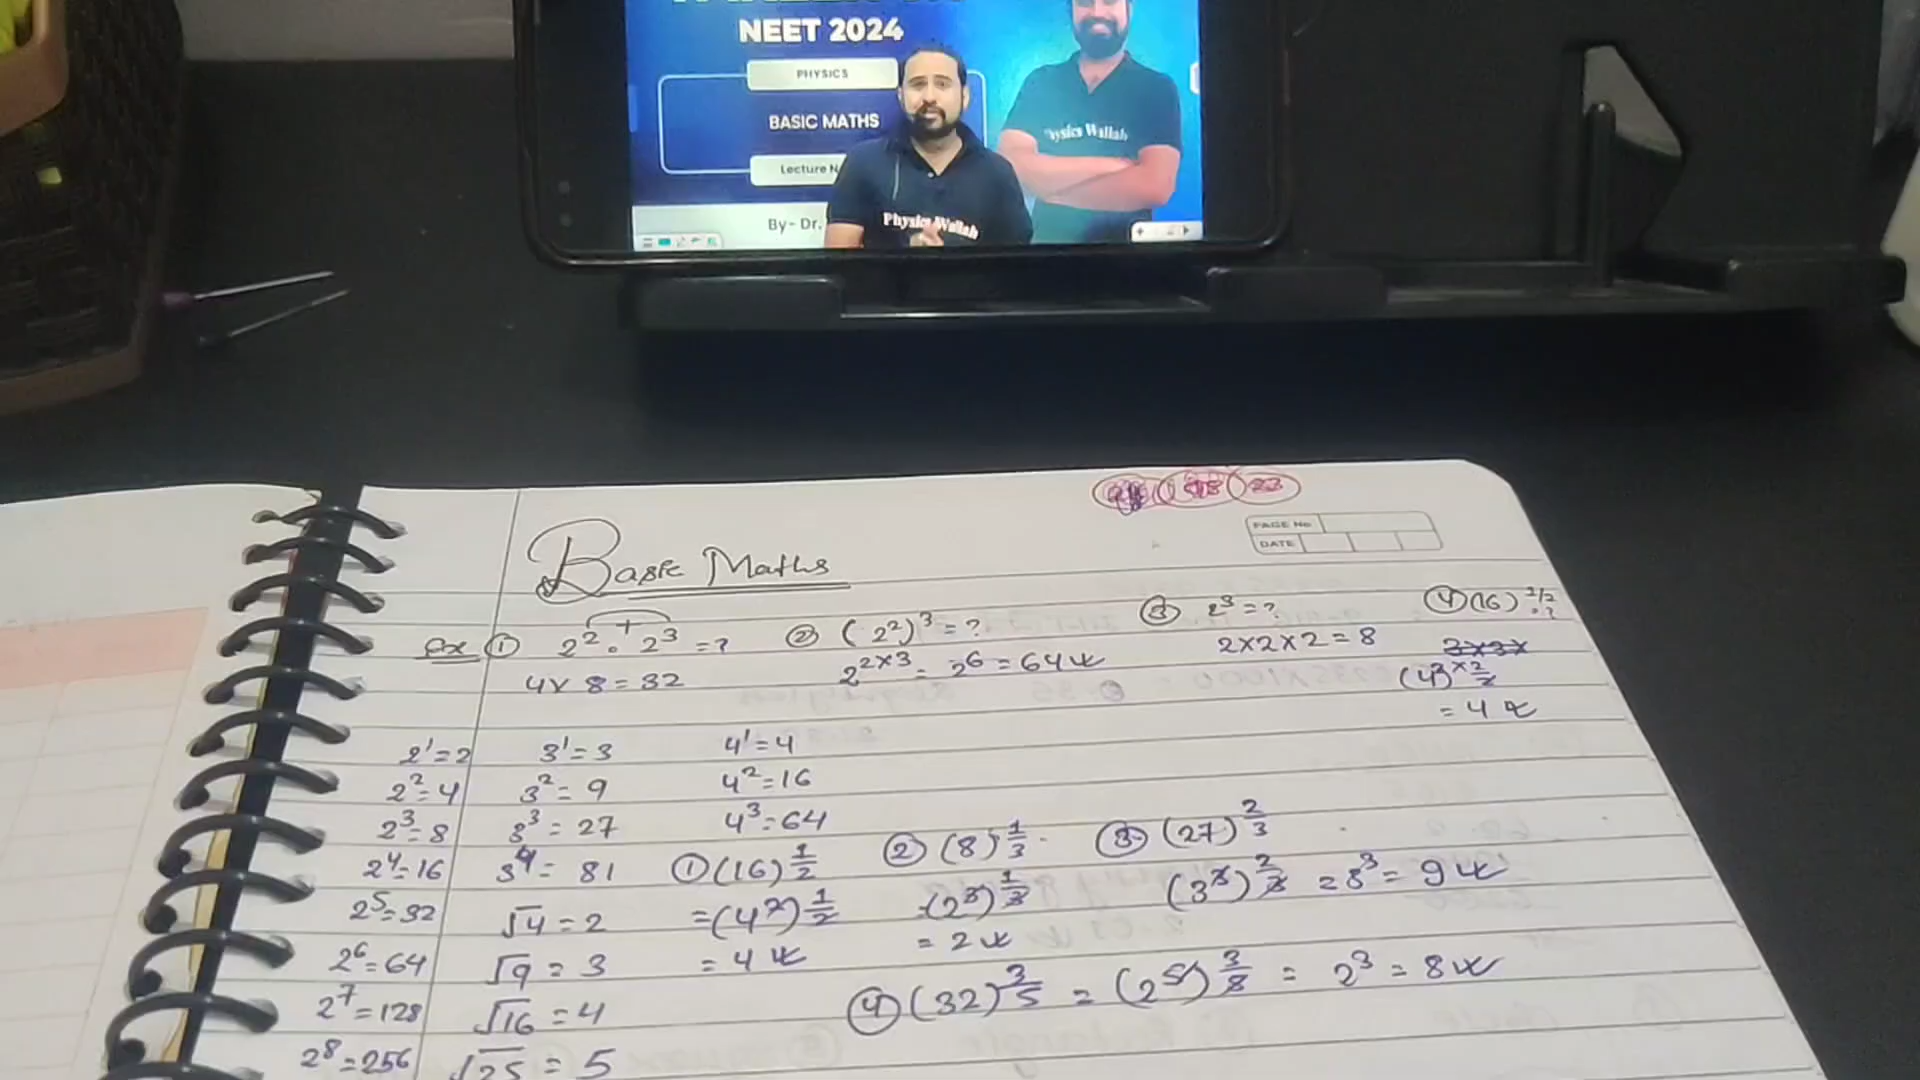 NEET 2024
PHYSICS
BASIC MATHS
Lecture N
By- Dr.
Physics Wallah
Physics Wallah
PAGE No
DATE
Basic Maths
Ex ① 2² · 2³ = ? ② (2²)³ = ? ③ 2³ = ? ④ (16)
4 × 8 = 32 2^{2×3} = 2⁶ = 64 2×2×2 = 8
= 4
2¹=2 3¹=3 4¹=4
2²=4 3²=9 4²=16
2³=8 3³=27 4³=64
2⁴=16 3⁴=81 ① (16)^{1/2} ② (8)^{1/3} ③ (27)^{2/3}
2⁵=32 √4=2 =(4²)^{1/2} =(2³)^{1/3} (3³)^{2/3} = 3³ = 9
2⁶=64 √9=3 = 4 = 2
2⁷=128 √16=4 ④ (32)^{3/5} = (2⁵) = 2³ = 8
2⁸=256 √25=5